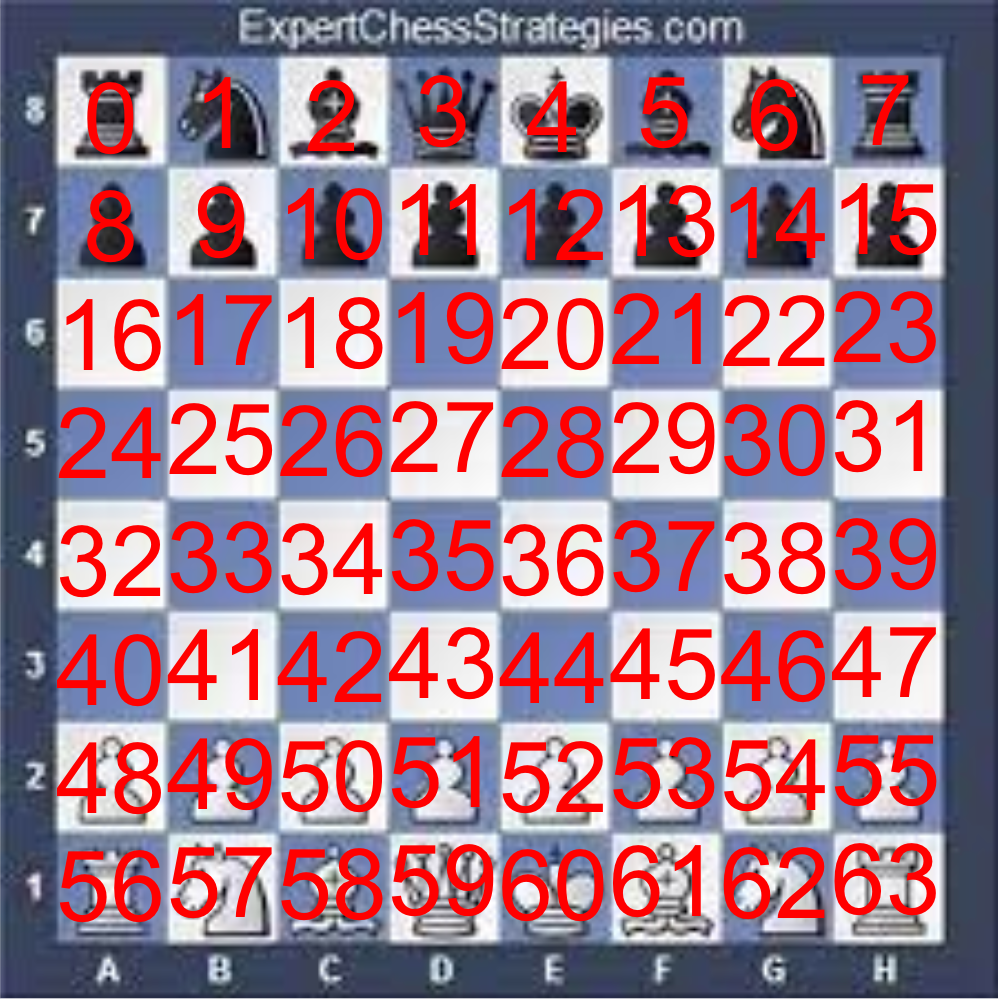 ExpertChessStrategies.com
8 0 1 2 3 4 5 6 7
7 8 9 10 11 12 13 14 15
6 16 17 18 19 20 21 22 23
5 24 25 26 27 28 29 30 31
4 32 33 34 35 36 37 38 39
3 40 41 42 43 44 45 46 47
2 48 49 50 51 52 53 54 55
1 56 57 58 59 60 61 62 63
A B C D E F G H